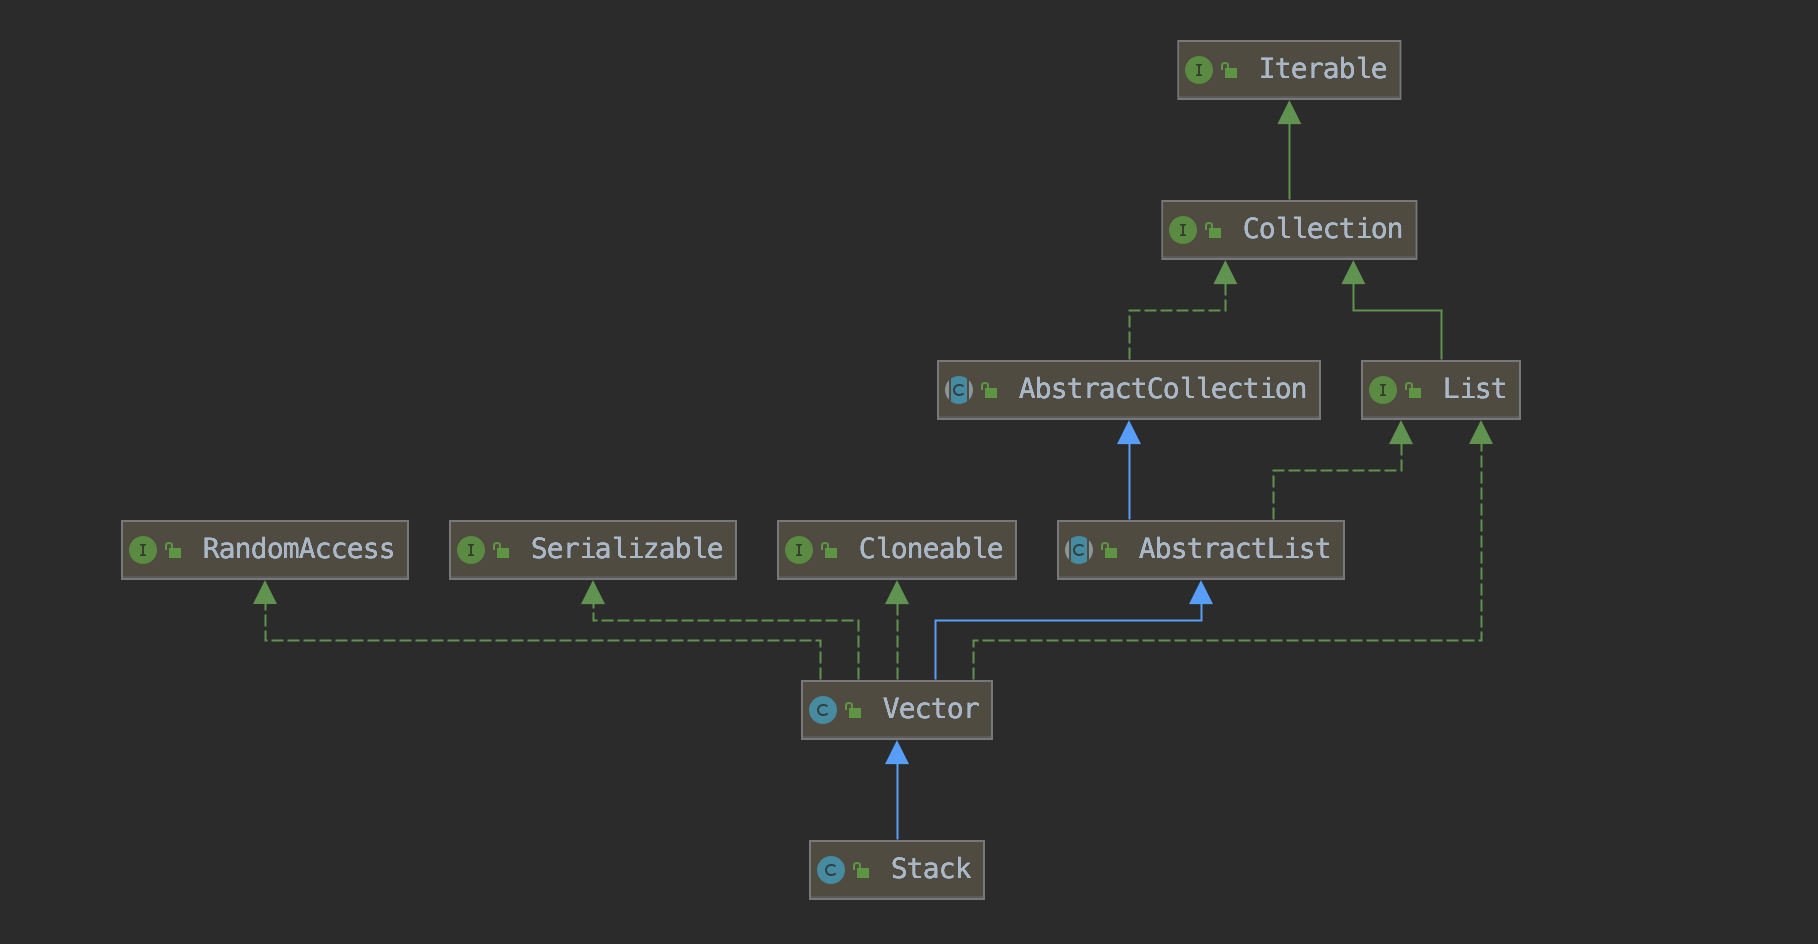 I Iterable
I Collection
C AbstractCollection
I List
I RandomAccess
I Serializable
I Cloneable
C AbstractList
C Vector
C Stack